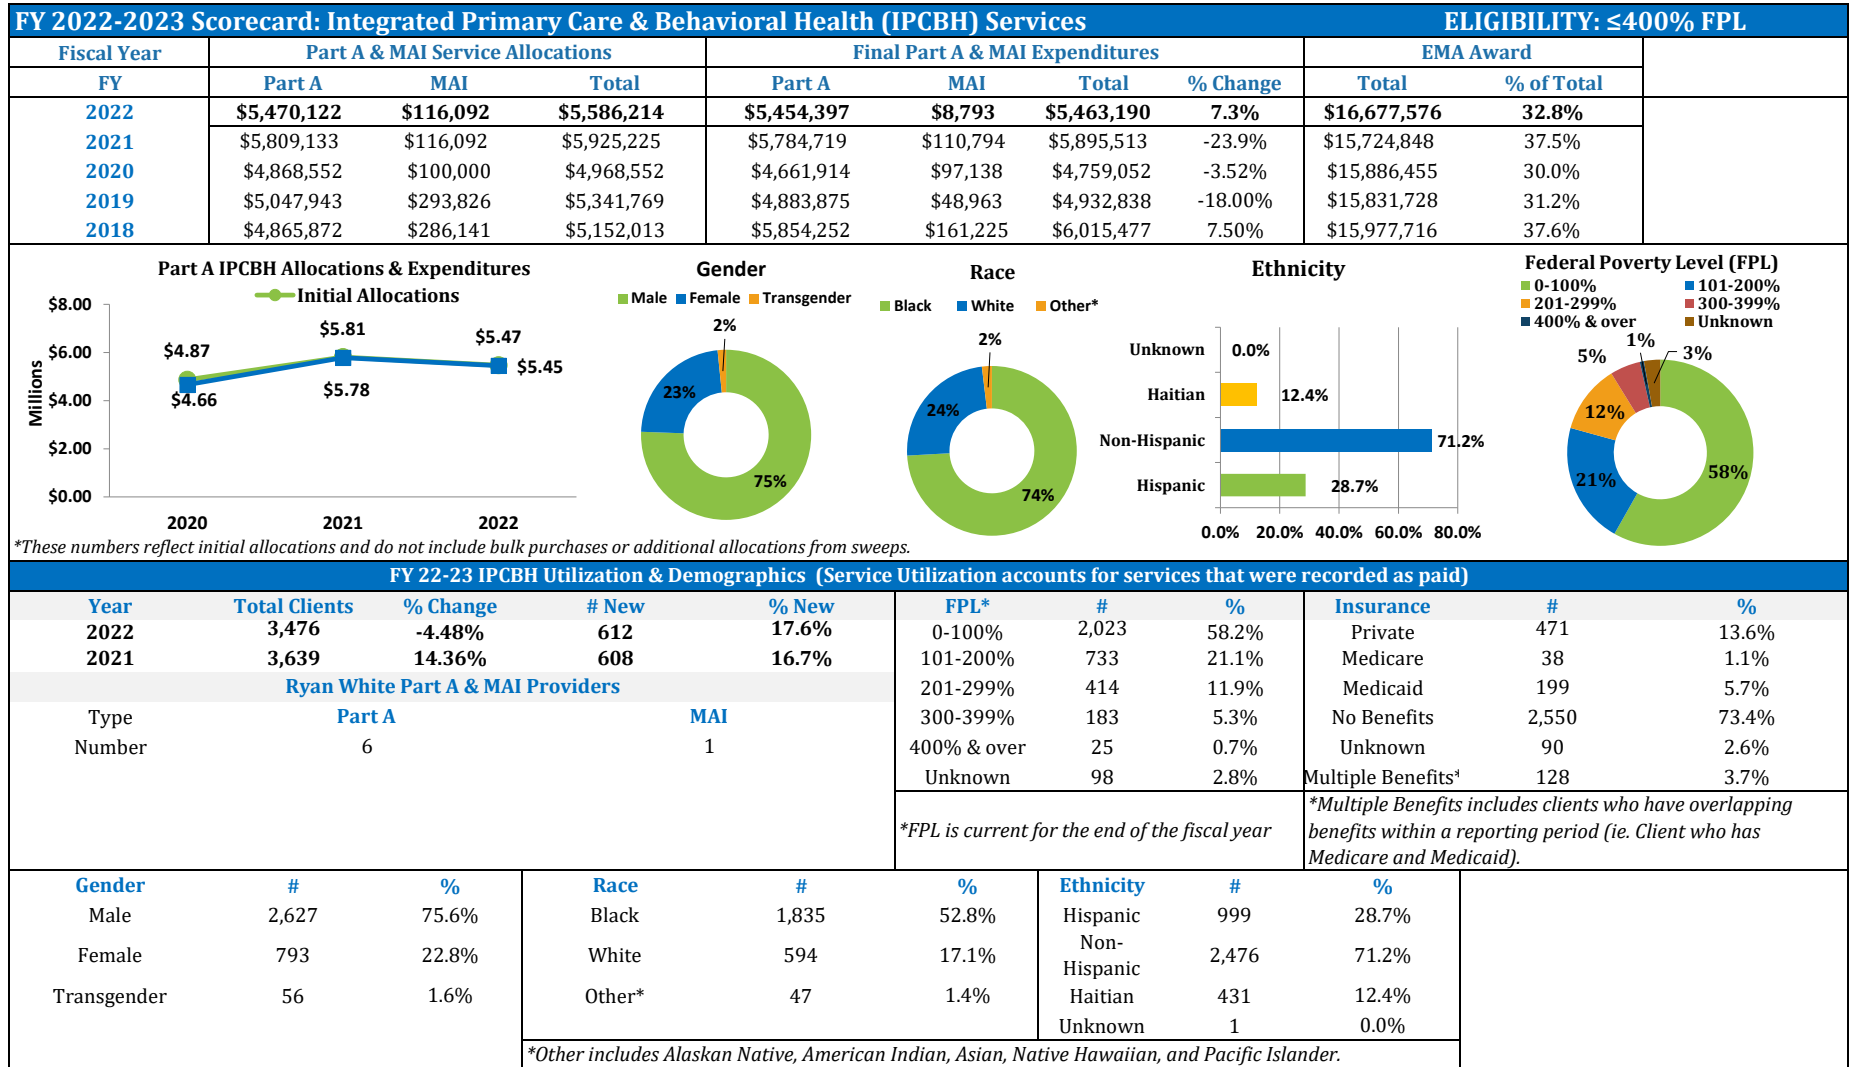 FY 2022-2023 Scorecard: Integrated Primary Care & Behavioral Health (IPCBH) Services ELIGIBILITY: ≤400% FPL
Fiscal Year Part A & MAI Service Allocations Final Part A & MAI Expenditures EMA Award
FY Part A MAI Total Part A MAI Total % Change Total % of Total
2022 $5,470,122 $116,092 $5,586,214 $5,454,397 $8,793 $5,463,190 7.3% $16,677,576 32.8%
2021 $5,809,133 $116,092 $5,925,225 $5,784,719 $110,794 $5,895,513 -23.9% $15,724,848 37.5%
2020 $4,868,552 $100,000 $4,968,552 $4,661,914 $97,138 $4,759,052 -3.52% $15,886,455 30.0%
2019 $5,047,943 $293,826 $5,341,769 $4,883,875 $48,963 $4,932,838 -18.00% $15,831,728 31.2%
2018 $4,865,872 $286,141 $5,152,013 $5,854,252 $161,225 $6,015,477 7.50% $15,977,716 37.6%
Part A IPCBH Allocations & Expenditures
Initial Allocations
Millions
$8.00
$6.00
$4.00
$2.00
$0.00
$4.87
$5.81
$5.47
$4.66
$5.78
$5.45
2020 2021 2022
Gender
Male Female Transgender
2%
23%
75%
Race
Black White Other*
2%
24%
74%
Ethnicity
Unknown 0.0%
Haitian 12.4%
Non-Hispanic 71.2%
Hispanic 28.7%
0.0% 20.0% 40.0% 60.0% 80.0%
Federal Poverty Level (FPL)
0-100% 101-200%
201-299% 300-399%
400% & over Unknown
1%
5%
3%
12%
21%
58%
*These numbers reflect initial allocations and do not include bulk purchases or additional allocations from sweeps.
FY 22-23 IPCBH Utilization & Demographics (Service Utilization accounts for services that were recorded as paid)
Year Total Clients % Change # New % New
2022 3,476 -4.48% 612 17.6%
2021 3,639 14.36% 608 16.7%
Ryan White Part A & MAI Providers
Type Part A MAI
Number 6 1
FPL* # %
0-100% 2,023 58.2%
101-200% 733 21.1%
201-299% 414 11.9%
300-399% 183 5.3%
400% & over 25 0.7%
Unknown 98 2.8%
*FPL is current for the end of the fiscal year
Insurance # %
Private 471 13.6%
Medicare 38 1.1%
Medicaid 199 5.7%
No Benefits 2,550 73.4%
Unknown 90 2.6%
Multiple Benefits* 128 3.7%
*Multiple Benefits includes clients who have overlapping
benefits within a reporting period (ie. Client who has
Medicare and Medicaid).
Gender # %
Male 2,627 75.6%
Female 793 22.8%
Transgender 56 1.6%
Race # %
Black 1,835 52.8%
White 594 17.1%
Other* 47 1.4%
Ethnicity # %
Hispanic 999 28.7%
Non-
Hispanic 2,476 71.2%
Haitian 431 12.4%
Unknown 1 0.0%
*Other includes Alaskan Native, American Indian, Asian, Native Hawaiian, and Pacific Islander.